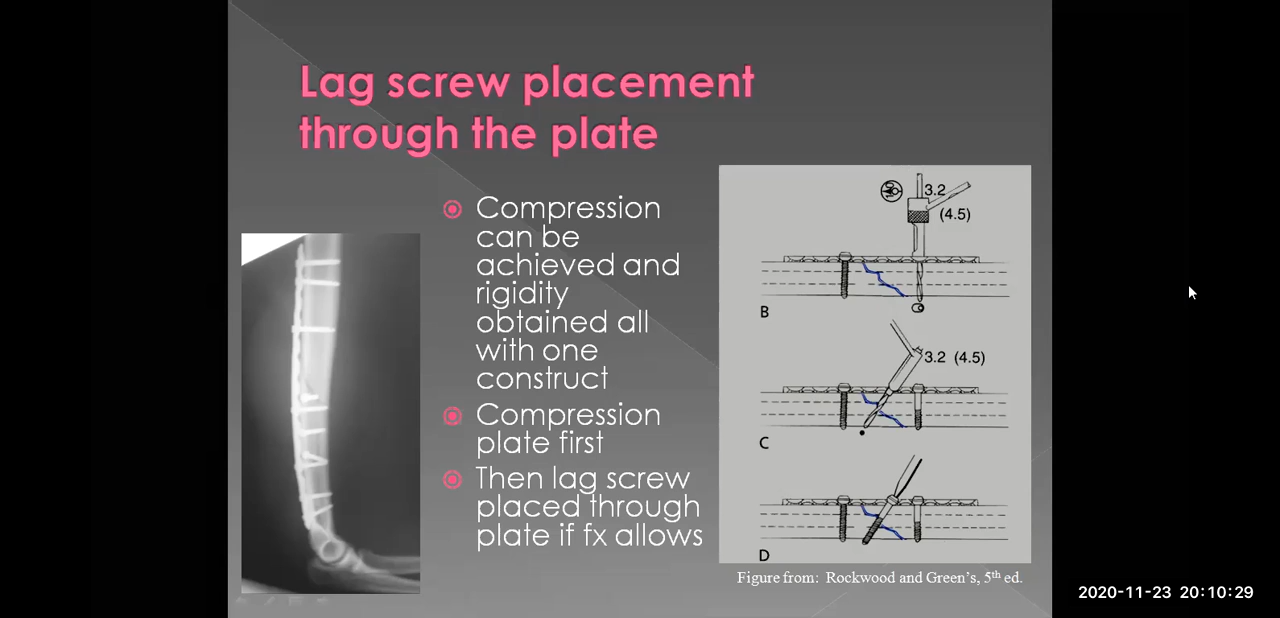 Lag screw placement
through the plate
Compression
can be
achieved and
rigidity
obtained all
with one
construct
Compression
plate first
Then lag screw
placed through
plate if fx allows
3.2
(4.5)
B
3.2 (4.5)
C
D
Figure from: Rockwood and Green's, 5th ed.
2020-11-23 20:10:29